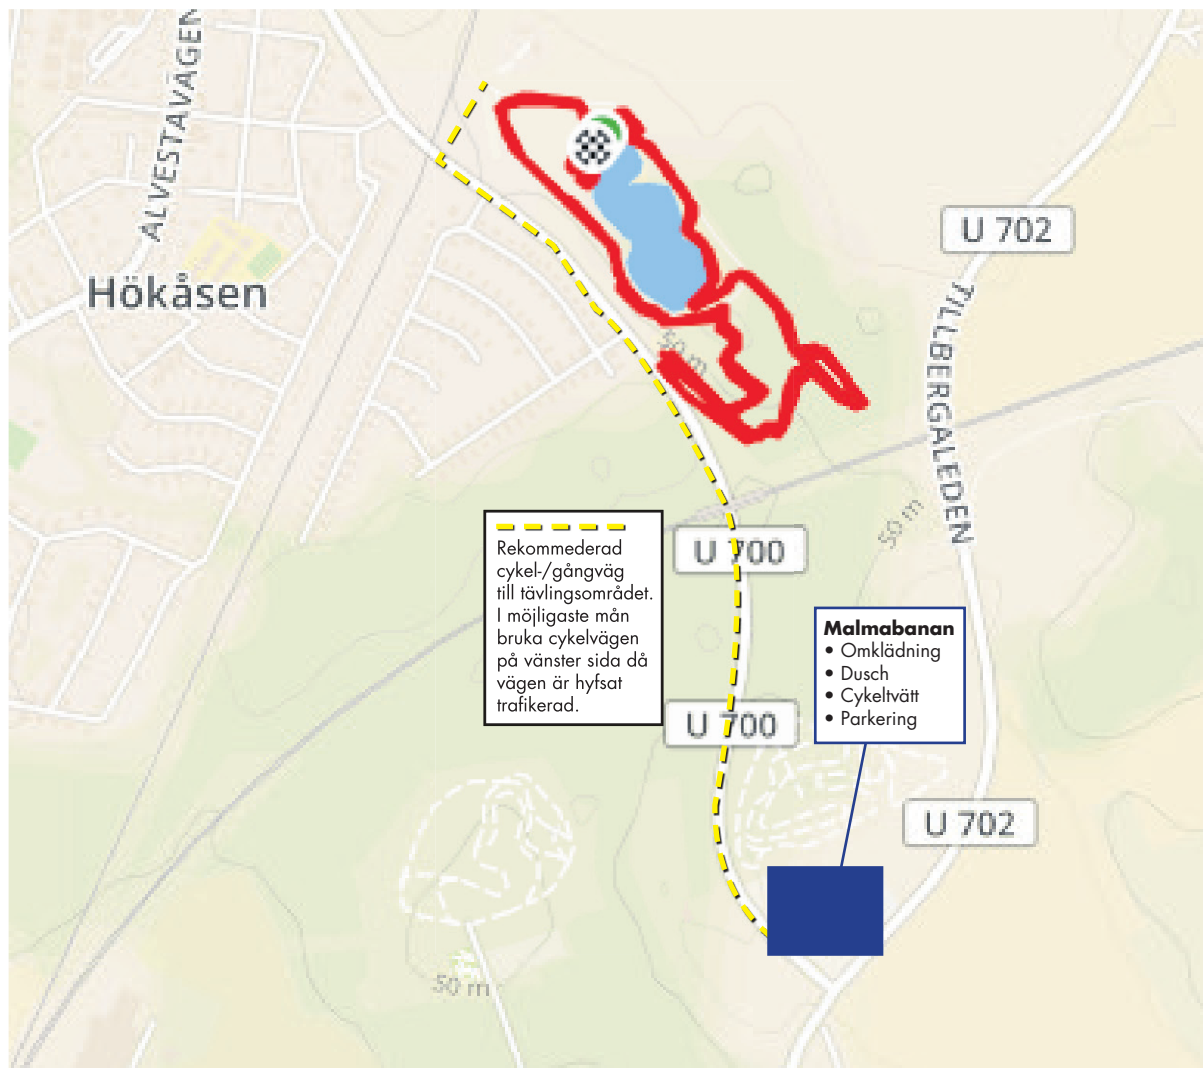 ALVESTAVÄGEN
U 702
Hökåsen
TILLBERGALEDEN
50 m
50 m
Rekommederad
cykel-/gångväg
till tävlingsområdet.
I möjligaste mån
bruka cykelvägen
på vänster sida då
vägen är hyfsat
trafikerad.
U 700
Malmabanan
• Omklädning
• Dusch
• Cykeltvätt
• Parkering
U 700
U 702
50 m